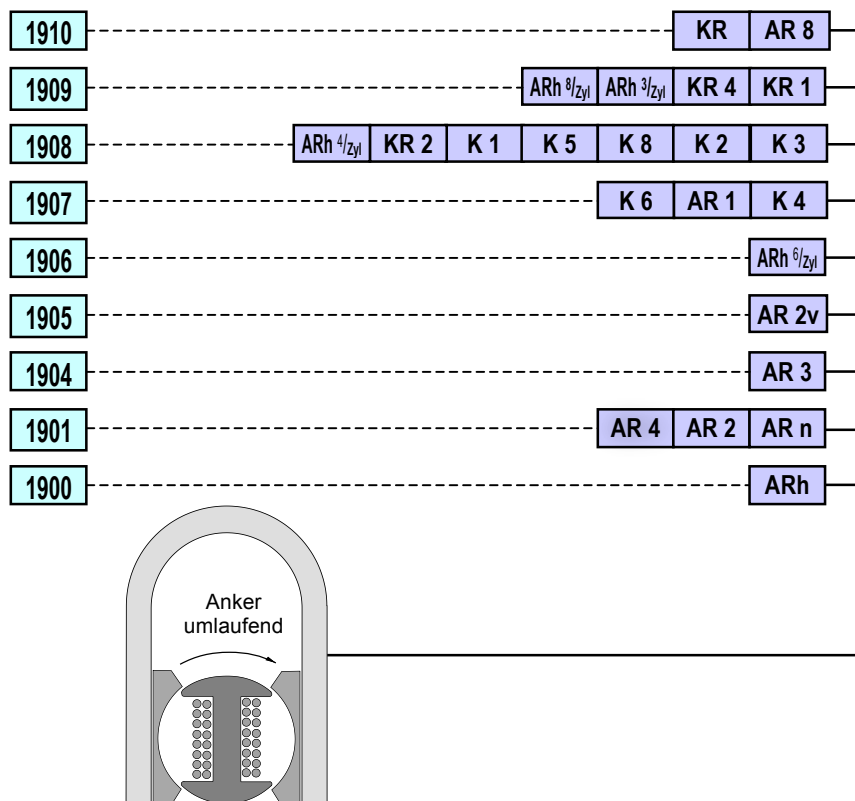 1910 KR AR 8
1909 ARh 8/Zyl ARh 3/Zyl KR 4 KR 1
1908 ARh 4/Zyl KR 2 K 1 K 5 K 8 K 2 K 3
1907 K 6 AR 1 K 4
1906 ARh 6/Zyl
1905 AR 2v
1904 AR 3
1901 AR 4 AR 2 AR n
1900 ARh
Anker
umlaufend